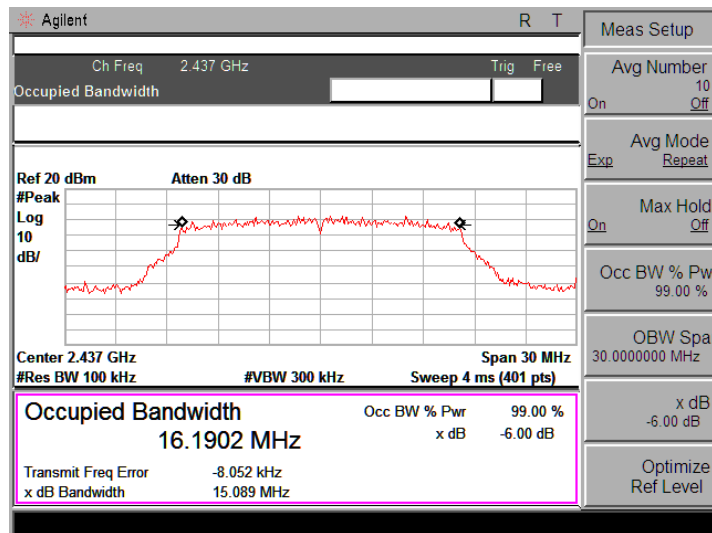 Agilent R T
Ch Freq 2.437 GHz Trig Free
Occupied Bandwidth
Ref 20 dBm Atten 30 dB
#Peak
Log
10
dB/
Center 2.437 GHz Span 30 MHz
#Res BW 100 kHz #VBW 300 kHz Sweep 4 ms (401 pts)
Occupied Bandwidth
16.1902 MHz
Occ BW % Pwr 99.00 %
x dB -6.00 dB
Transmit Freq Error -8.052 kHz
x dB Bandwidth 15.089 MHz
Meas Setup
Avg Number
10
On Off
Avg Mode
Exp Repeat
Max Hold
On Off
Occ BW % Pw
99.00 %
OBW Spa
30.0000000 MHz
x dB
-6.00 dB
Optimize
Ref Level